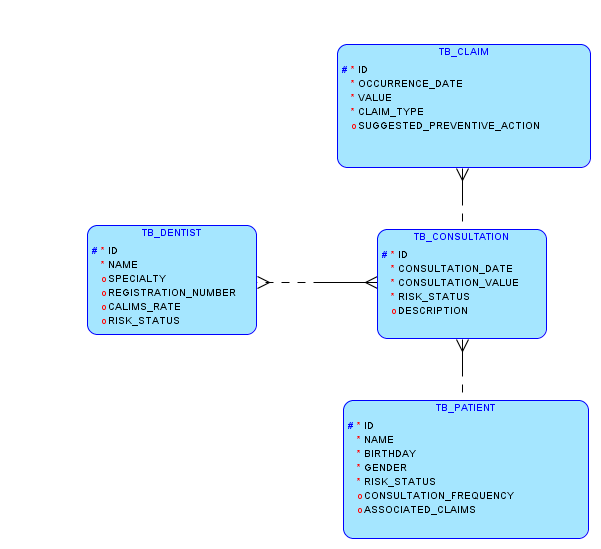 TB_CLAIM
# * ID
* OCCURRENCE_DATE
* VALUE
* CLAIM_TYPE
o SUGGESTED_PREVENTIVE_ACTION
TB_DENTIST
# * ID
* NAME
o SPECIALTY
o REGISTRATION_NUMBER
o CALIMS_RATE
o RISK_STATUS
TB_CONSULTATION
# * ID
* CONSULTATION_DATE
* CONSULTATION_VALUE
* RISK_STATUS
o DESCRIPTION
TB_PATIENT
# * ID
* NAME
* BIRTHDAY
* GENDER
* RISK_STATUS
o CONSULTATION_FREQUENCY
o ASSOCIATED_CLAIMS